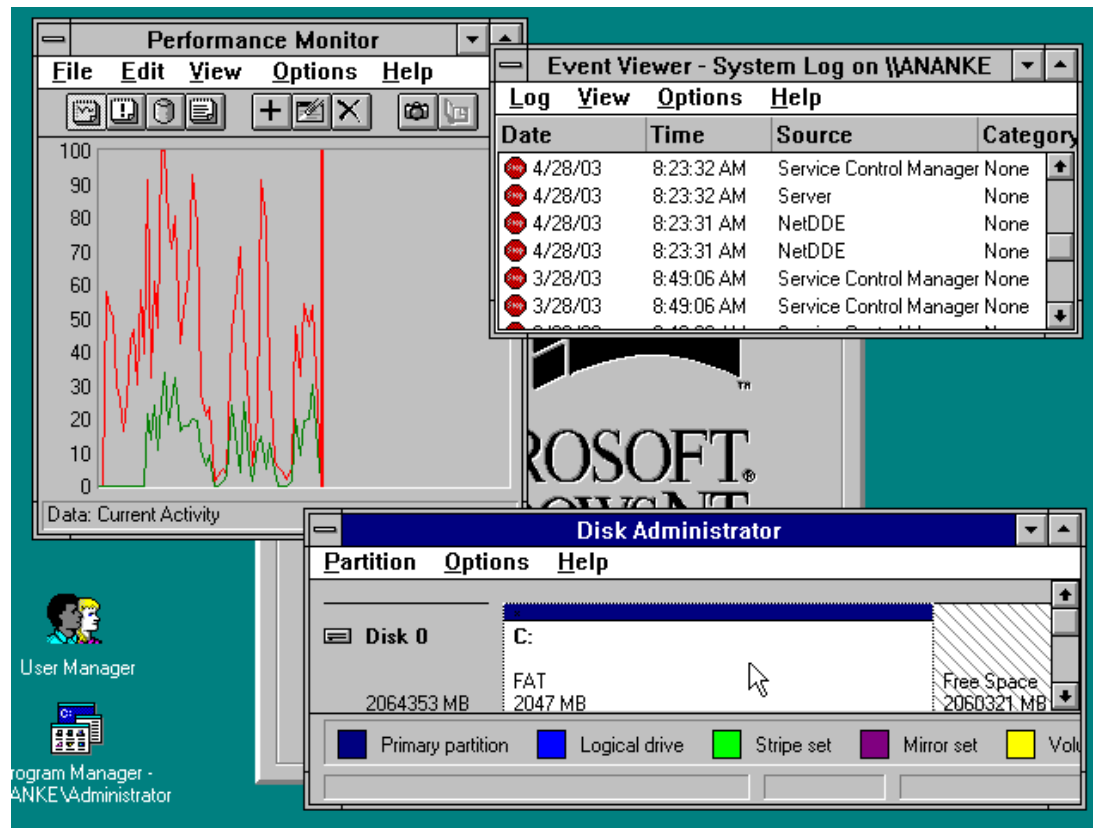 Performance Monitor
File Edit View Options Help
100
90
80
70
60
50
40
30
20
10
0
Data: Current Activity
Event Viewer - System Log on \\ANANKE
Log View Options Help
Date Time Source Category
4/28/03 8:23:32 AM Service Control Manager None
4/28/03 8:23:32 AM Server None
4/28/03 8:23:31 AM NetDDE None
4/28/03 8:23:31 AM NetDDE None
3/28/03 8:49:06 AM Service Control Manager None
3/28/03 8:49:06 AM Service Control Manager None
TM
ROSOFT®
Disk Administrator
Partition Options Help
Disk 0
2064353 MB
C:
FAT
2047 MB
Free Space
2060321 MB
Primary partition Logical drive Stripe set Mirror set Volu
User Manager
C:
rogram Manager -
ANKE\Administrator